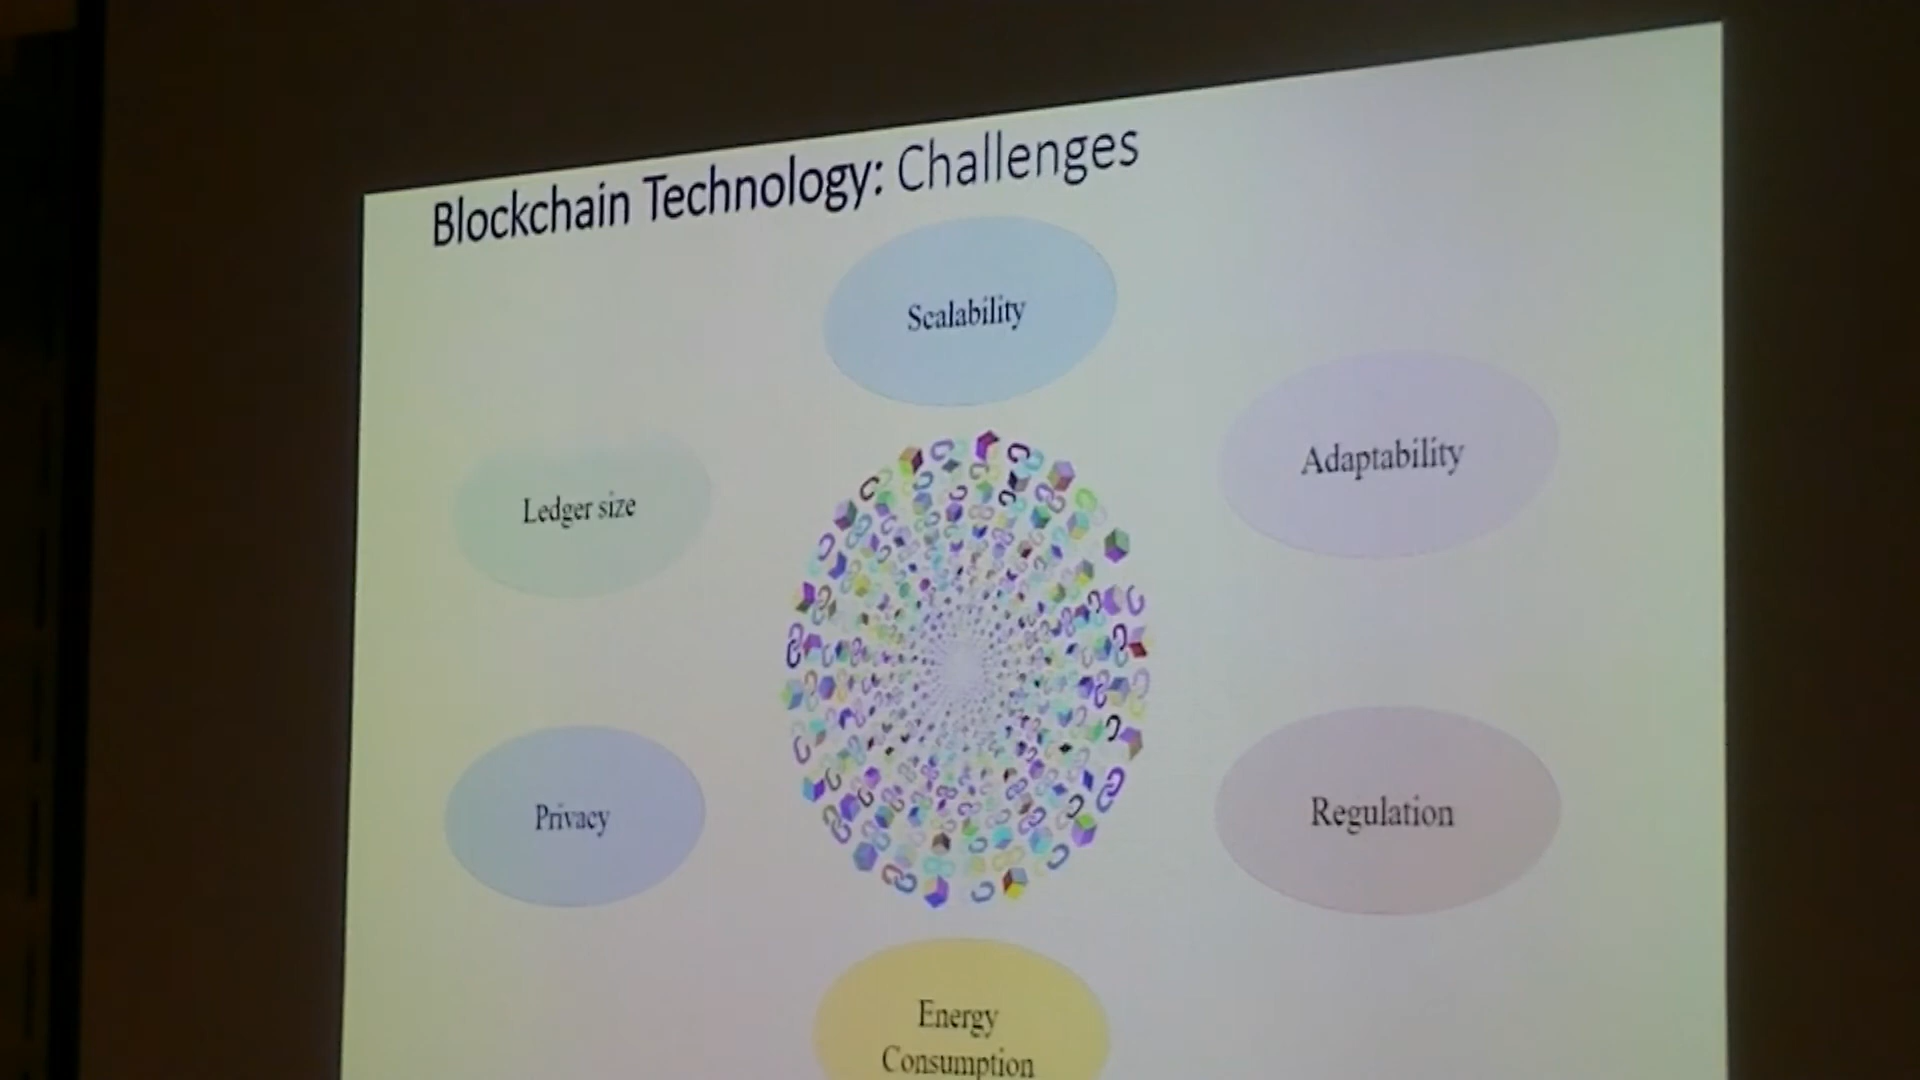 Blockchain Technology: Challenges
Scalability
Adaptability
Ledger size
Privacy
Regulation
Energy
Consumption